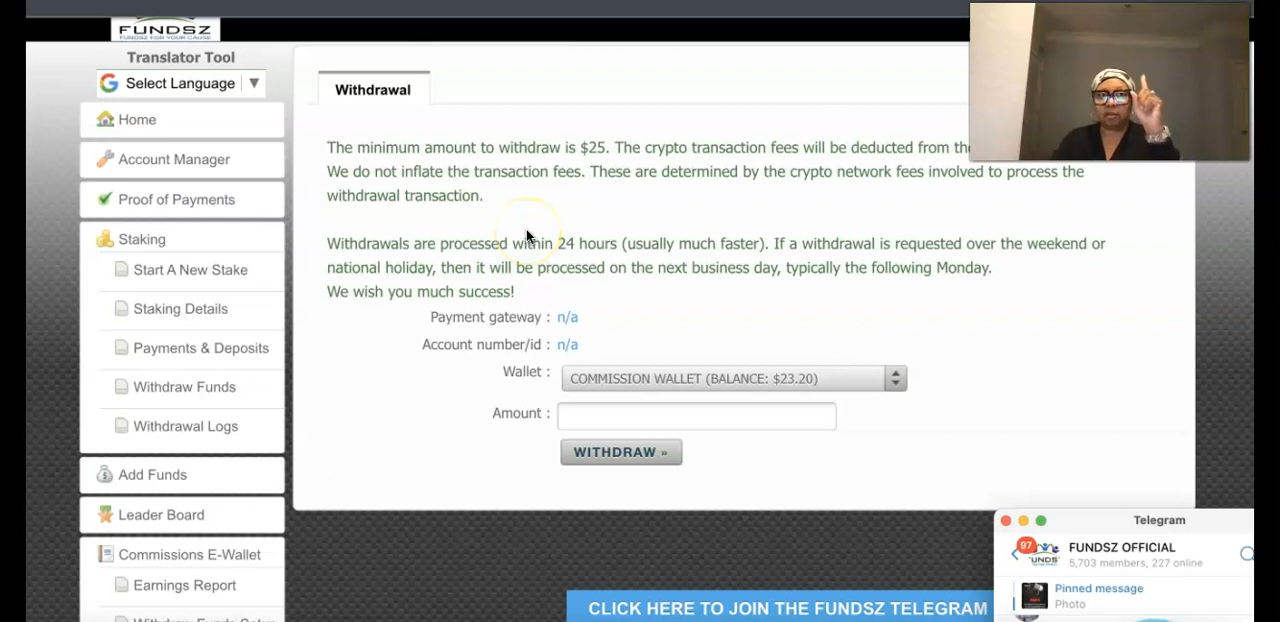 FUNDSZ
FUNDSZ FOR YOUR CAUSE
Translator Tool
G Select Language ▼
Home
Account Manager
Proof of Payments
Staking
Start A New Stake
Staking Details
Payments & Deposits
Withdraw Funds
Withdrawal Logs
Add Funds
Leader Board
Commissions E-Wallet
Earnings Report
Withdrawal
The minimum amount to withdraw is $25. The crypto transaction fees will be deducted from the
We do not inflate the transaction fees. These are determined by the crypto network fees involved to process the
withdrawal transaction.
Withdrawals are processed within 24 hours (usually much faster). If a withdrawal is requested over the weekend or
national holiday, then it will be processed on the next business day, typically the following Monday.
We wish you much success!
Payment gateway : n/a
Account number/id : n/a
Wallet : COMMISSION WALLET (BALANCE: $23.20)
Amount :
WITHDRAW »
CLICK HERE TO JOIN THE FUNDSZ TELEGRAM
Telegram
97
FUNDSZ OFFICIAL
5,703 members, 227 online
Pinned message
Photo